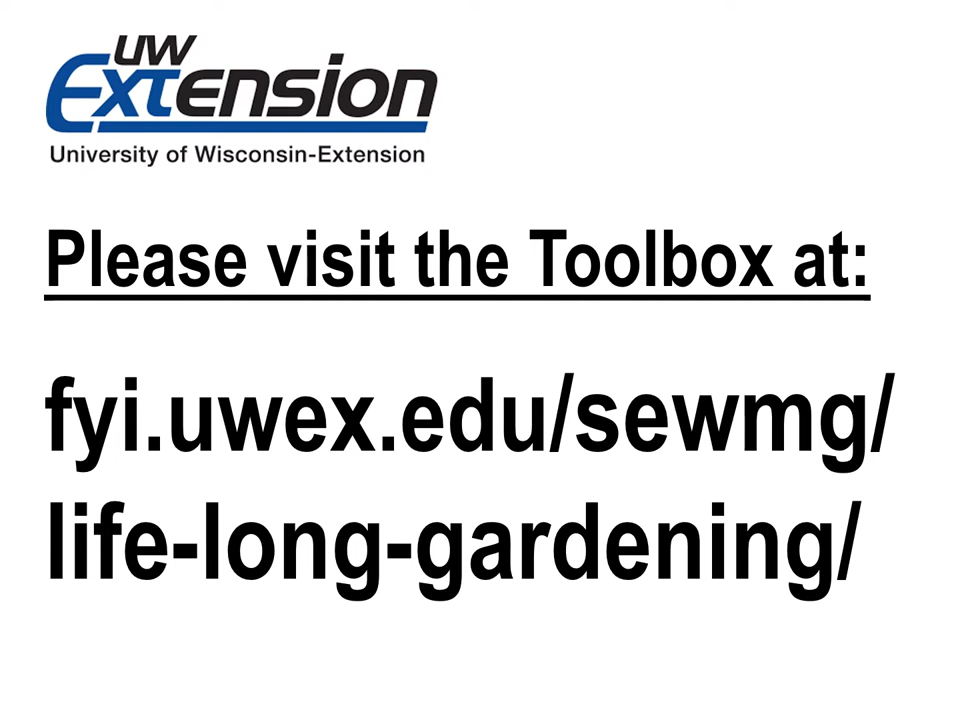 UW
Extension
University of Wisconsin-Extension
Please visit the Toolbox at:
fyi.uwex.edu/sewmg/
life-long-gardening/